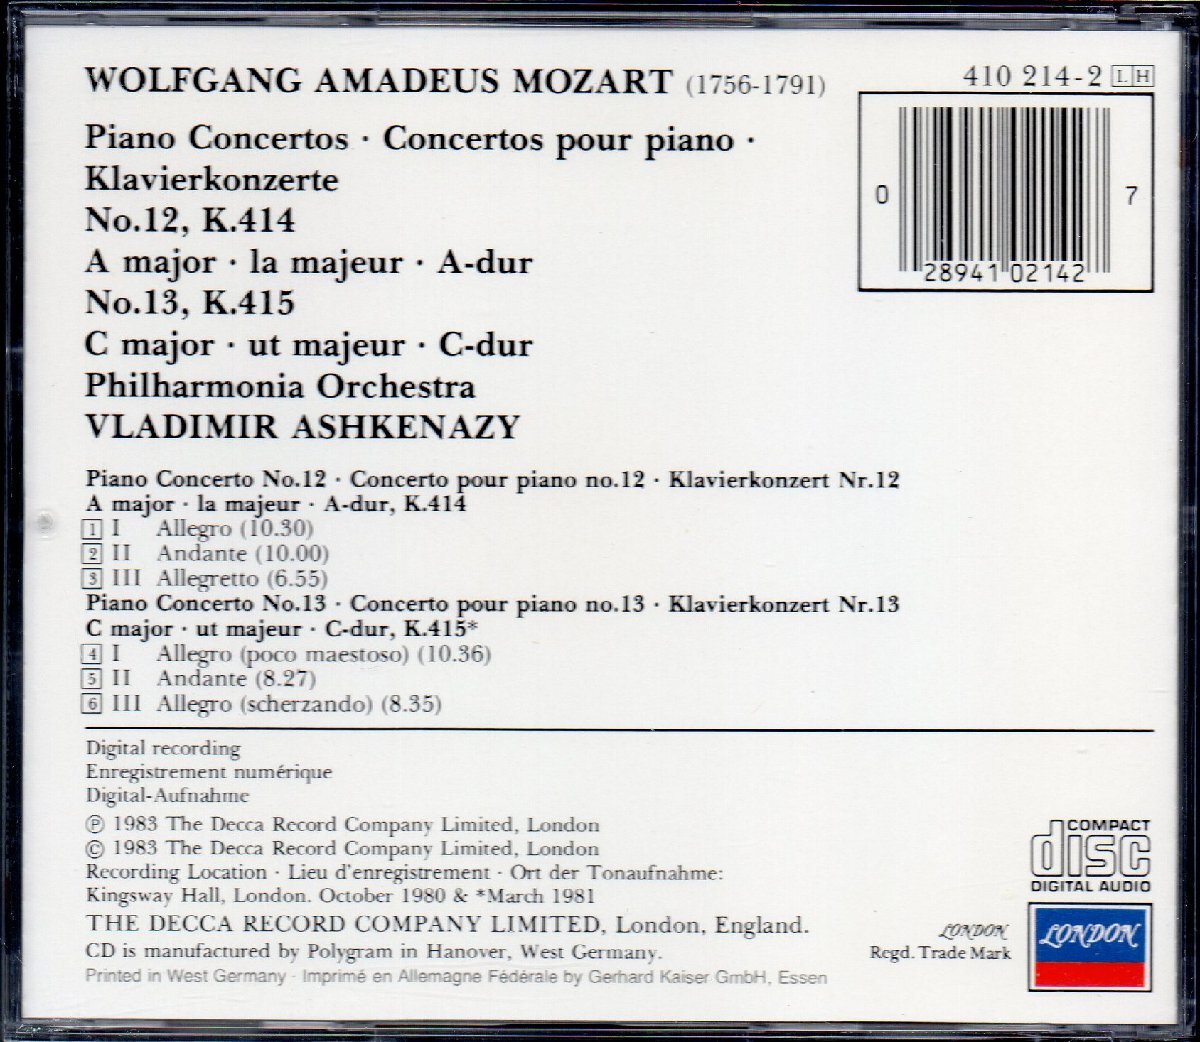 WOLFGANG AMADEUS MOZART (1756-1791)
410 214-2 LH
Piano Concertos · Concertos pour piano ·
Klavierkonzerte
No.12, K.414
A major · la majeur · A-dur
No.13, K.415
C major · ut majeur · C-dur
Philharmonia Orchestra
VLADIMIR ASHKENAZY
0 28941 02142 7
Piano Concerto No.12 · Concerto pour piano no.12 · Klavierkonzert Nr.12
A major · la majeur · A-dur, K.414
1 I Allegro (10.30)
2 II Andante (10.00)
3 III Allegretto (6.55)
Piano Concerto No.13 · Concerto pour piano no.13 · Klavierkonzert Nr.13
C major · ut majeur · C-dur, K.415*
4 I Allegro (poco maestoso) (10.36)
5 II Andante (8.27)
6 III Allegro (scherzando) (8.35)
Digital recording
Enregistrement numérique
Digital-Aufnahme
℗ 1983 The Decca Record Company Limited, London
© 1983 The Decca Record Company Limited, London
Recording Location · Lieu d'enregistrement · Ort der Tonaufnahme:
Kingsway Hall, London. October 1980 & *March 1981
THE DECCA RECORD COMPANY LIMITED, London, England.
CD is manufactured by Polygram in Hanover, West Germany.
Printed in West Germany · Imprimé en Allemagne Fédérale by Gerhard Kaiser GmbH, Essen
COMPACT
disc
DIGITAL AUDIO
LONDON
Regd. Trade Mark
LONDON